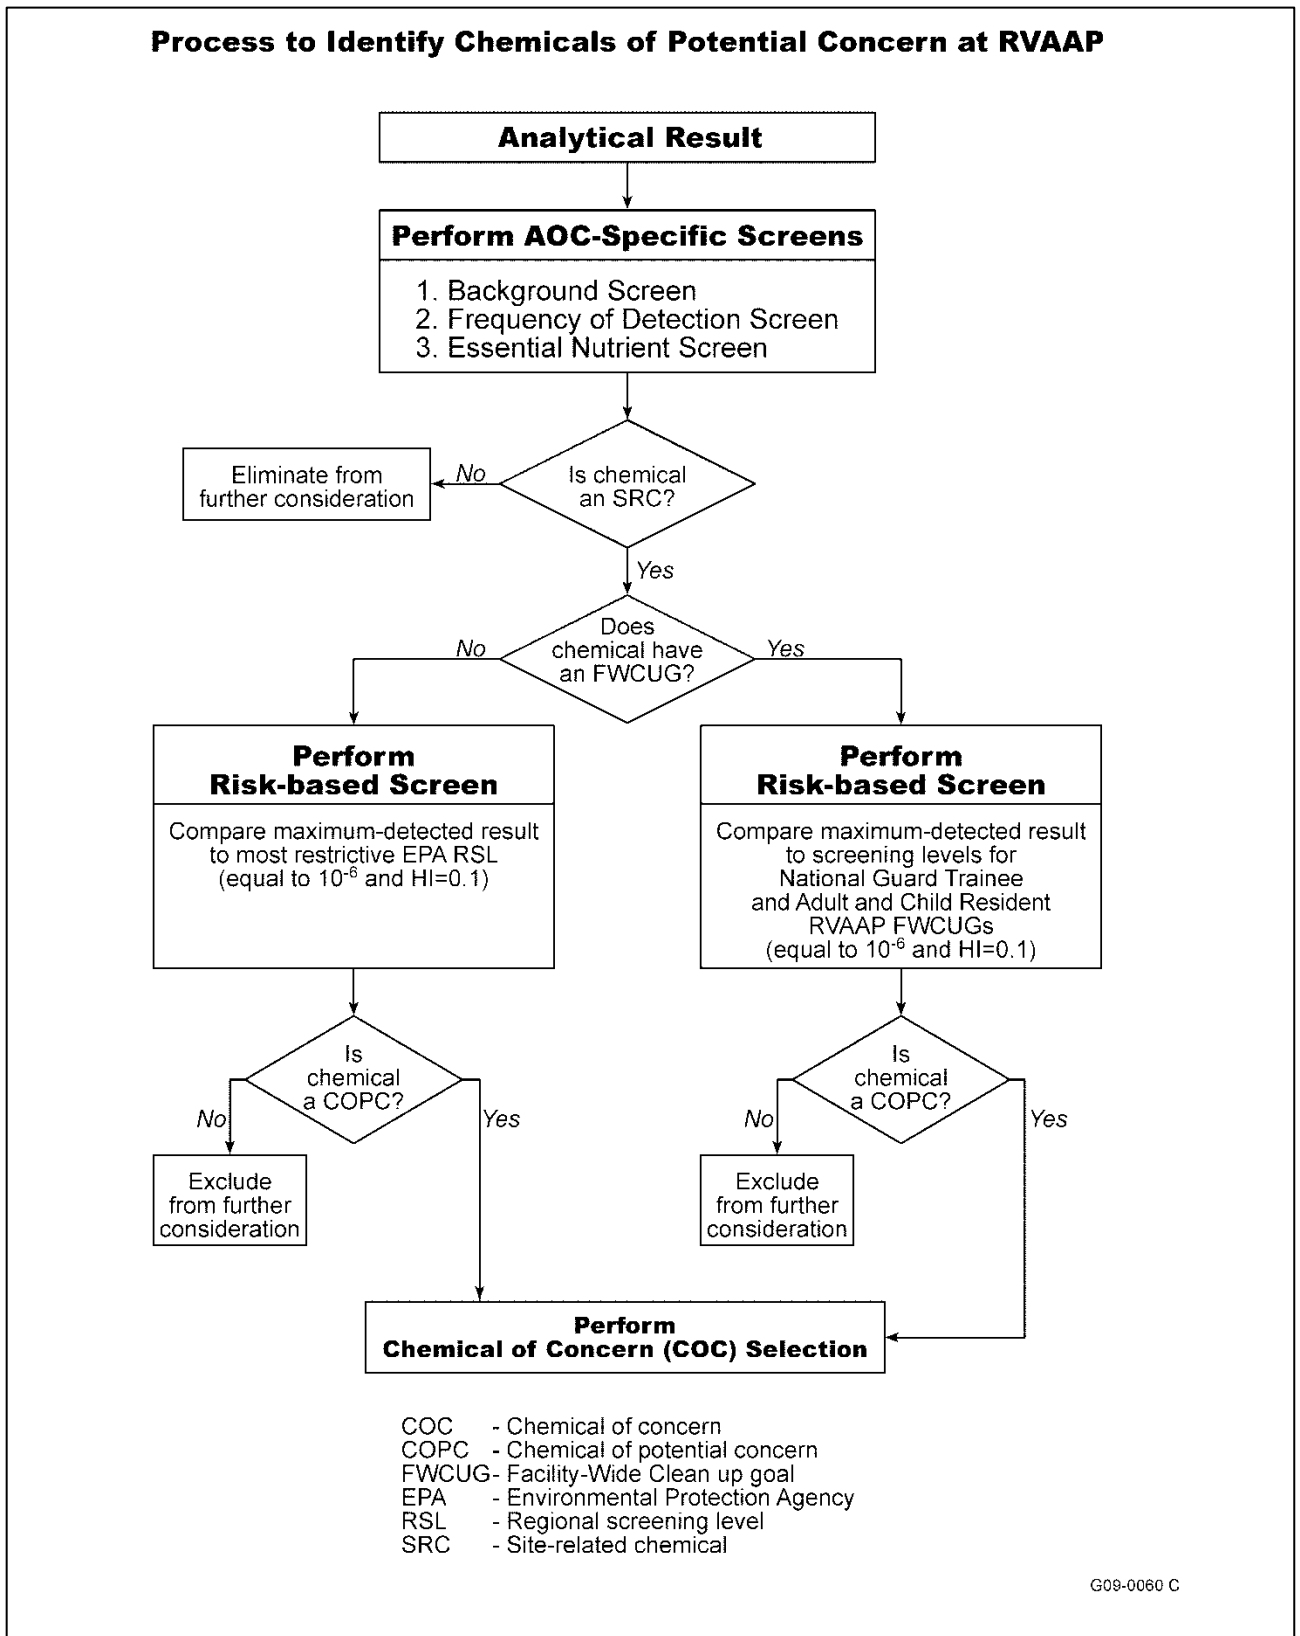 Process to Identify Chemicals of Potential Concern at RVAAP
Analytical Result
Perform AOC-Specific Screens
1. Background Screen
2. Frequency of Detection Screen
3. Essential Nutrient Screen
Is chemical
an SRC?
No
Eliminate from
further consideration
Yes
Does
chemical have
an FWCUG?
No
Yes
Perform
Risk-based Screen
Compare maximum-detected result
to most restrictive EPA RSL
(equal to 10⁻⁶ and HI=0.1)
Perform
Risk-based Screen
Compare maximum-detected result
to screening levels for
National Guard Trainee
and Adult and Child Resident
RVAAP FWCUGs
(equal to 10⁻⁶ and HI=0.1)
Is
chemical
a COPC?
No
Yes
Exclude
from further
consideration
Is
chemical
a COPC?
No
Yes
Exclude
from further
consideration
Perform
Chemical of Concern (COC) Selection
COC - Chemical of concern
COPC - Chemical of potential concern
FWCUG- Facility-Wide Clean up goal
EPA - Environmental Protection Agency
RSL - Regional screening level
SRC - Site-related chemical
G09-0060 C